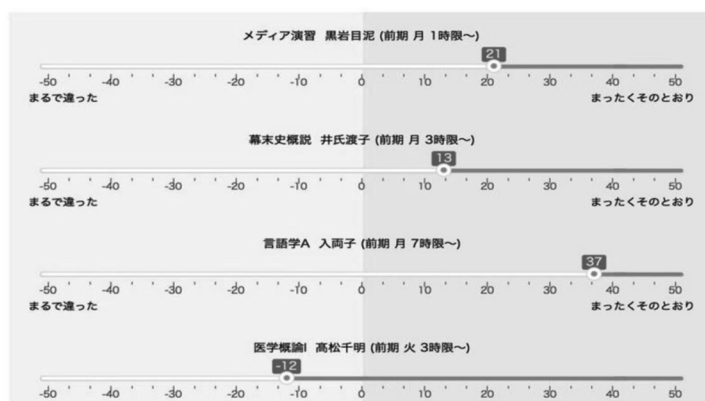 メディア演習 黒岩目泥 (前期 月 1時限～)
21
-50 -40 -30 -20 -10 0 10 20 30 40 50
まるで違った まったくそのとおり
幕末史概説 井氏渡子 (前期 月 3時限～)
13
-50 -40 -30 -20 -10 0 10 20 30 40 50
まるで違った まったくそのとおり
言語学A 入両子 (前期 月 7時限～)
37
-50 -40 -30 -20 -10 0 10 20 30 40 50
まるで違った まったくそのとおり
医学概論I 高松千明 (前期 火 3時限～)
-12
-50 -40 -30 -20 -10 0 10 20 30 40 50